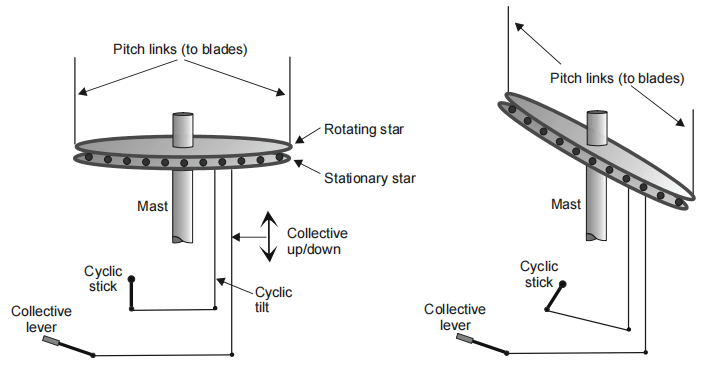 Pitch links (to blades)
Rotating star
Stationary star
Mast
Collective
up/down
Cyclic
stick
Cyclic
tilt
Collective
lever
Pitch links (to blades)
Mast
Cyclic
stick
Collective
lever